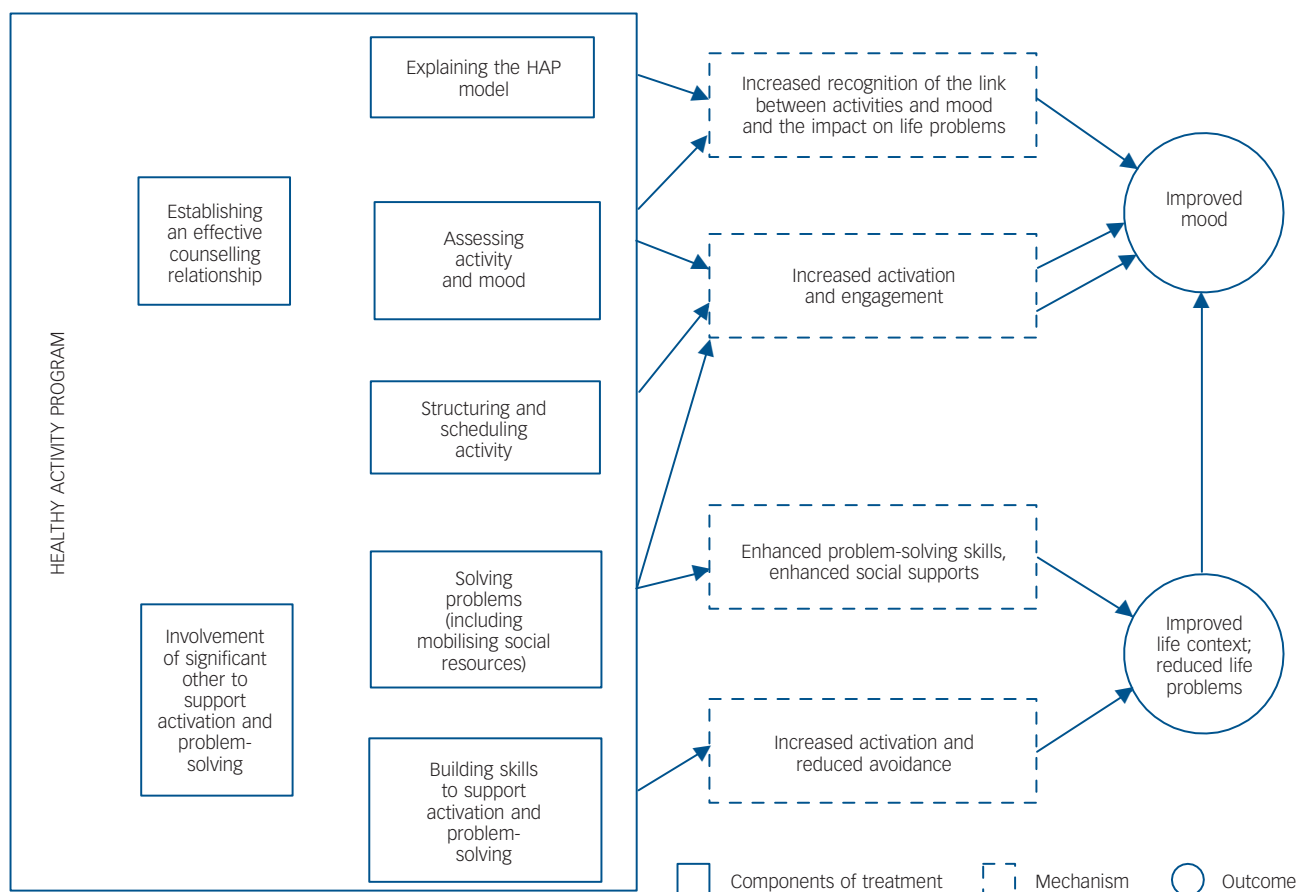 HEALTHY ACTIVITY PROGRAM
Establishing
an effective
counselling
relationship
Involvement
of significant
other to
support
activation and
problem-
solving
Explaining the HAP
model
Assessing
activity
and mood
Structuring and
scheduling
activity
Solving
problems
(including
mobilising social
resources)
Building skills
to support
activation and
problem-
solving
Increased recognition of the link
between activities and mood
and the impact on life problems
Increased activation
and engagement
Enhanced problem-solving skills,
enhanced social supports
Increased activation and
reduced avoidance
Improved
mood
Improved
life context;
reduced life
problems
Components of treatment
Mechanism
Outcome